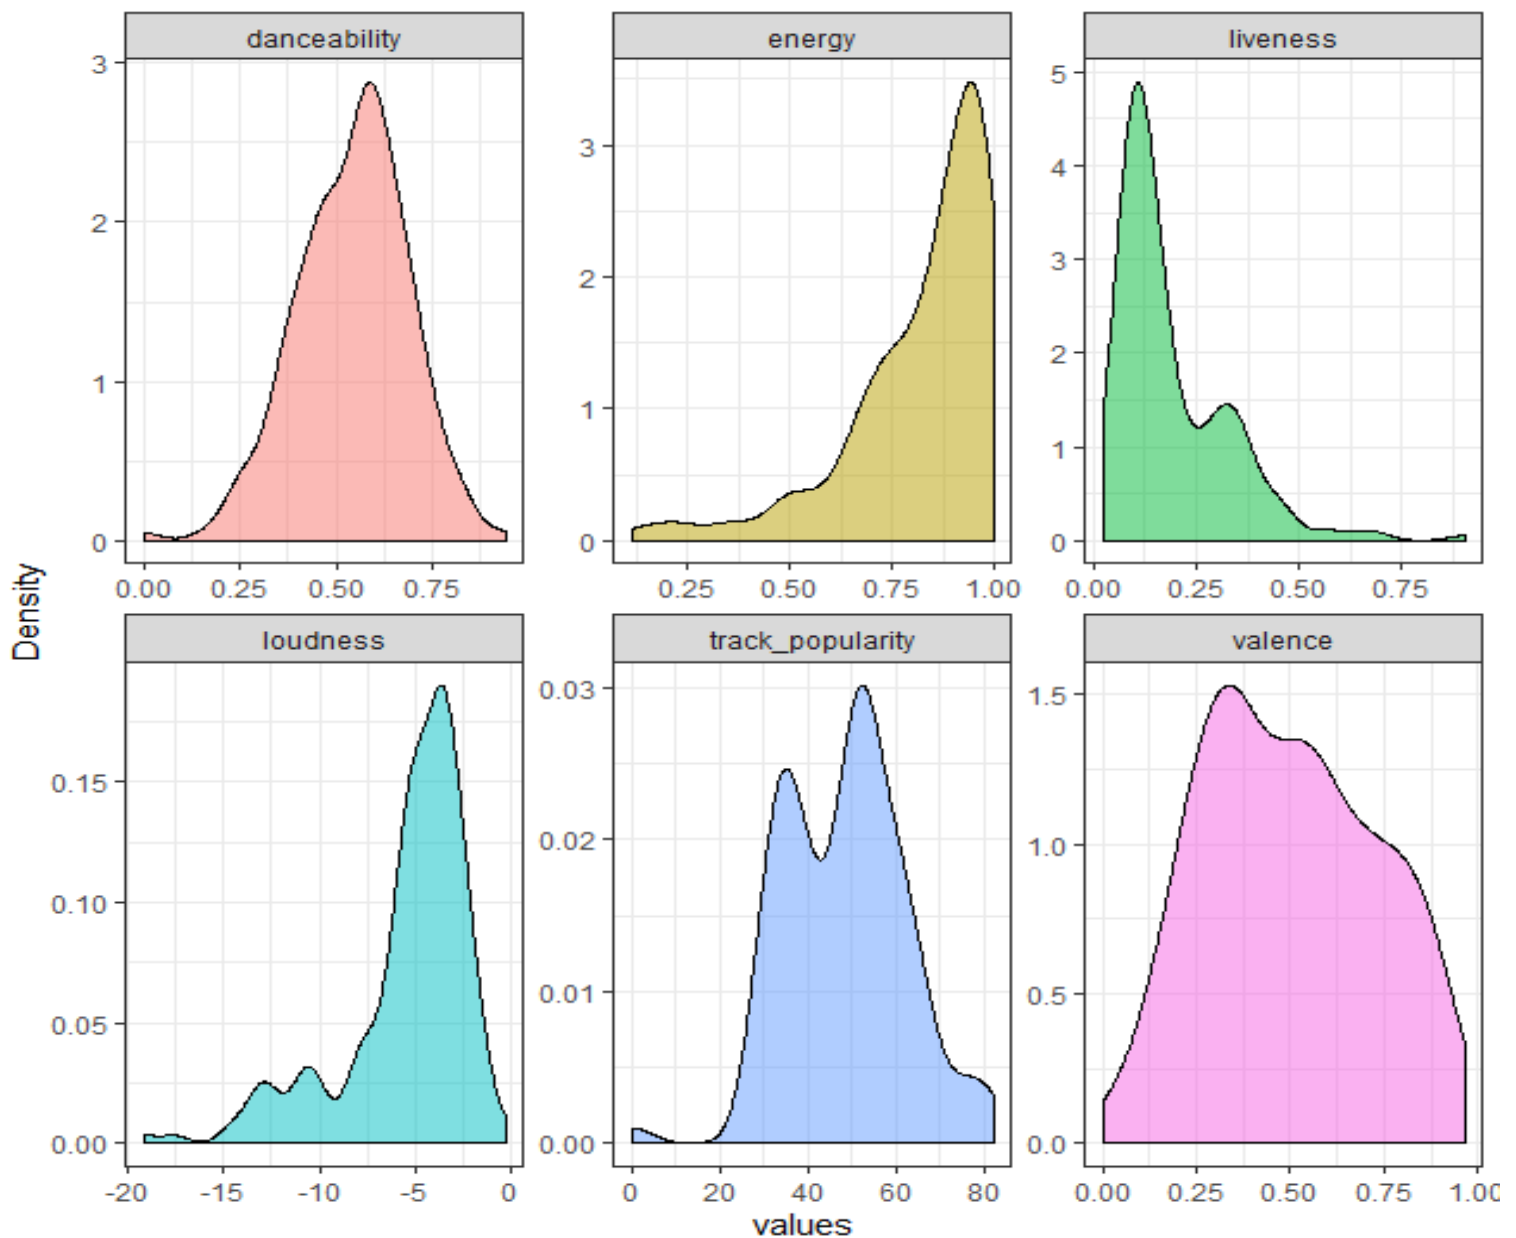 danceability energy liveness
3
2
1
0
0.00 0.25 0.50 0.75
3
2
1
0
0.25 0.50 0.75 1.00
5
4
3
2
1
0
0.00 0.25 0.50 0.75
Density
loudness track_popularity valence
0.15
0.10
0.05
0.00
-20 -15 -10 -5 0
0.03
0.02
0.01
0.00
0 20 40 60 80
1.5
1.0
0.5
0.0
0.00 0.25 0.50 0.75 1.00
values